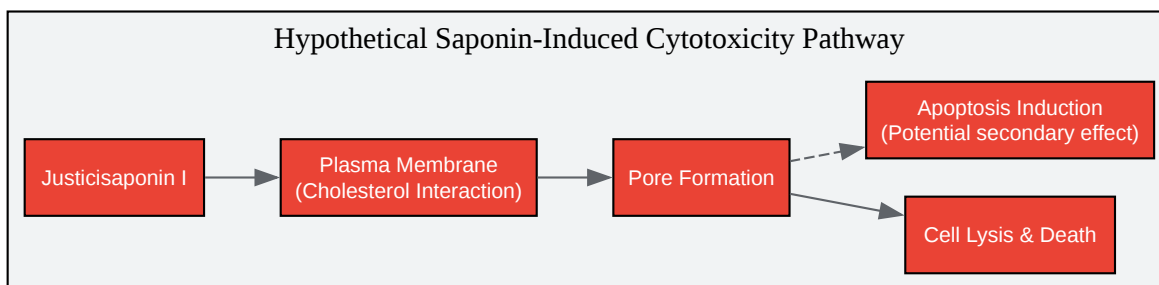 Hypothetical Saponin-Induced Cytotoxicity Pathway
Justicisaponin I
Plasma Membrane
(Cholesterol Interaction)
Pore Formation
Apoptosis Induction
(Potential secondary effect)
Cell Lysis & Death